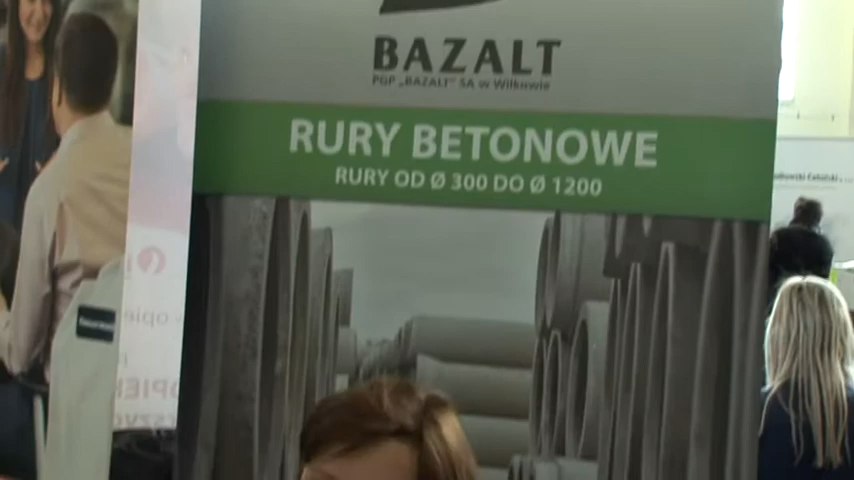 BAZALT
PGP „BAZALT” SA w Wilkowie
RURY BETONOWE
RURY OD Ø 300 DO Ø 1200